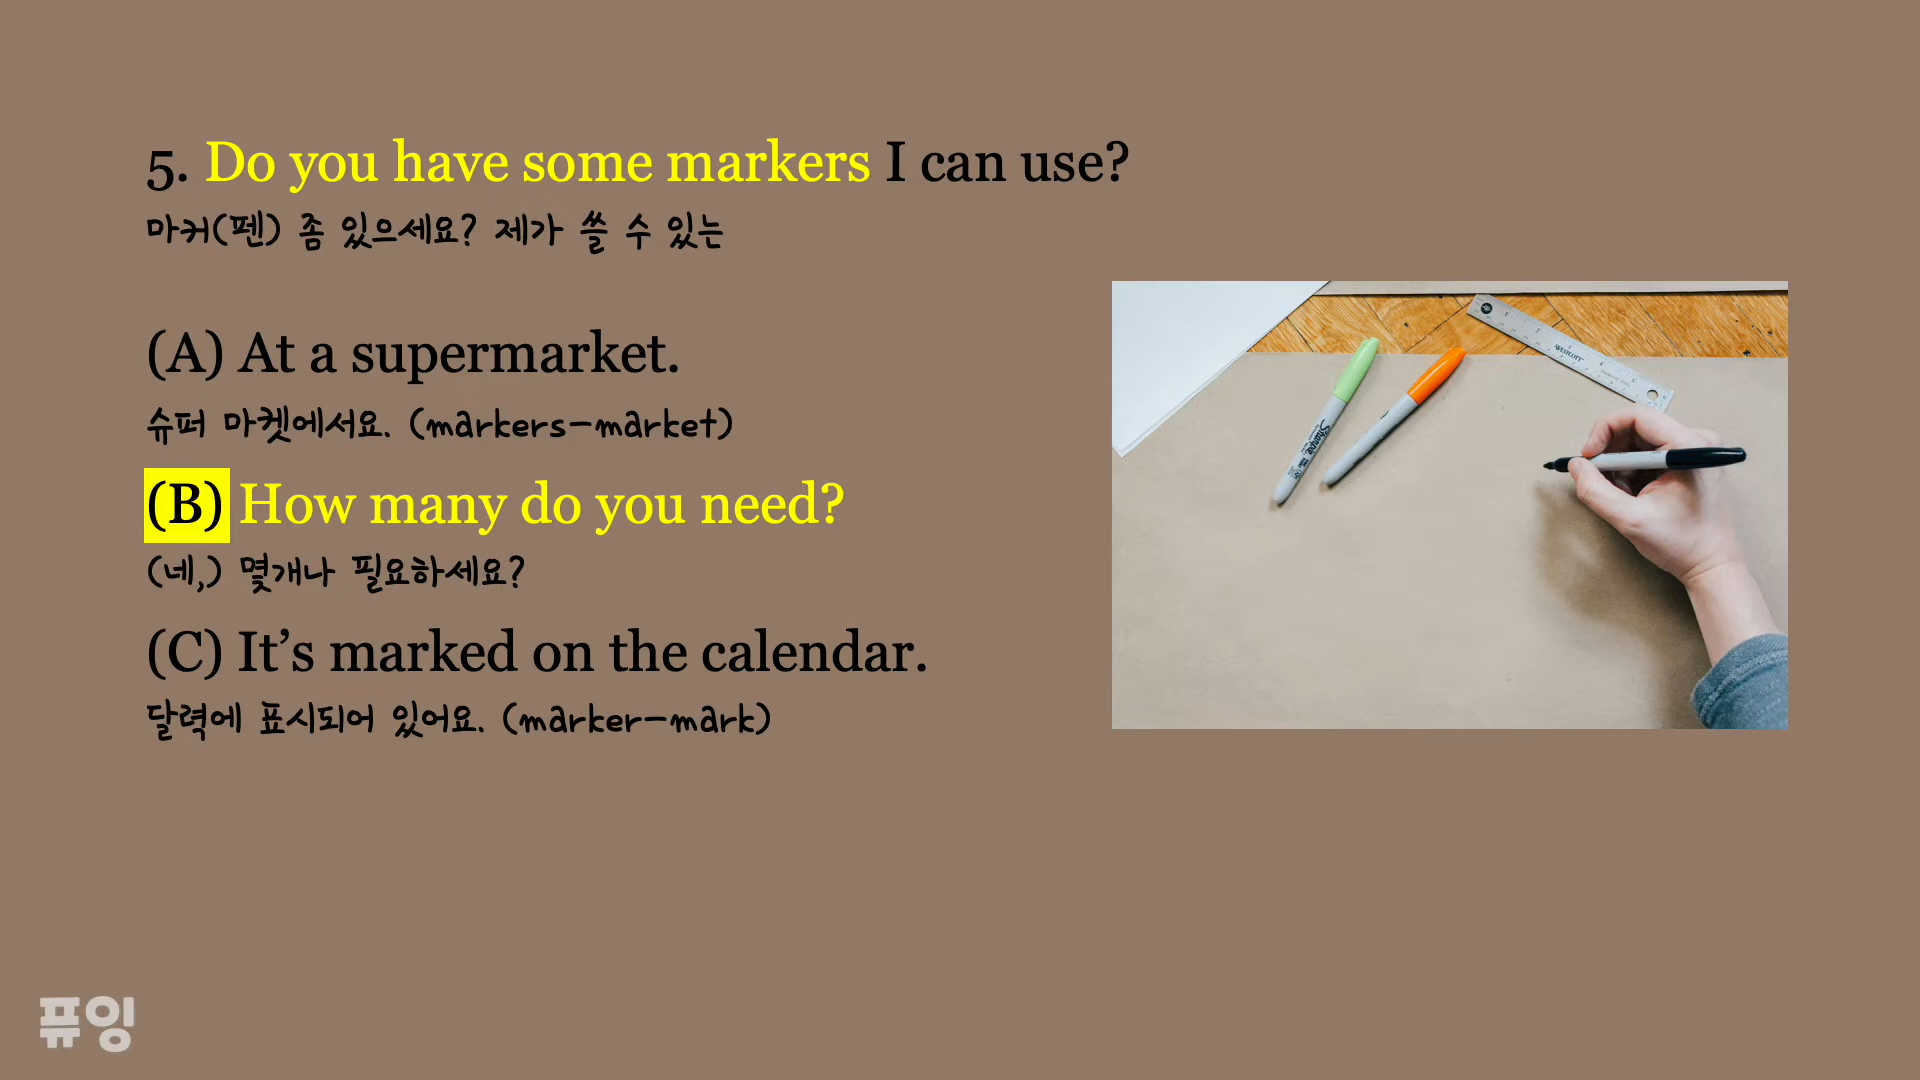 5. Do you have some markers I can use?
마커(펜) 좀 있으세요? 제가 쓸 수 있는
(A) At a supermarket.
슈퍼 마켓에서요. (markers-market)
(B) How many do you need?
(네,) 몇개나 필요하세요?
(C) It’s marked on the calendar.
달력에 표시되어 있어요. (marker-mark)
Sharpie
WESTCOTT
퓨잉